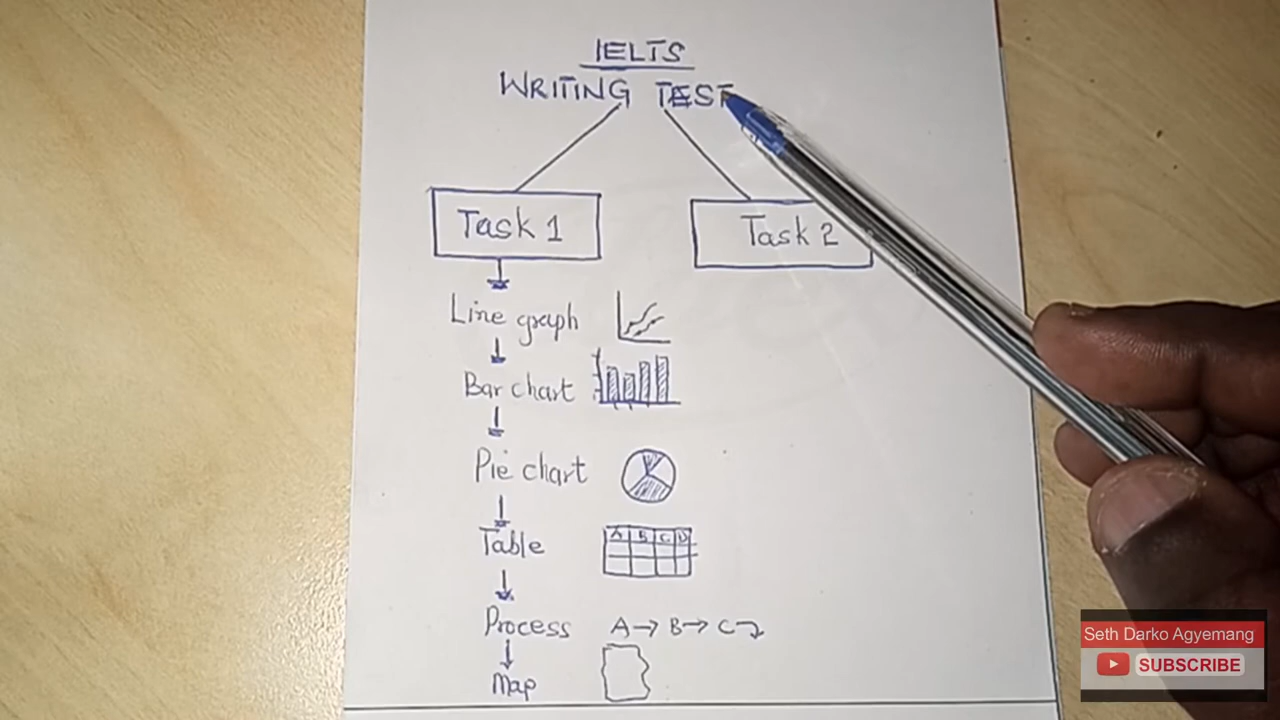 IELTS
WRITING TEST
Task 1
Task 2
Line graph
Bar chart
Pie chart
Table
A B C D
Process A → B → C
Map
Seth Darko Agyemang
SUBSCRIBE